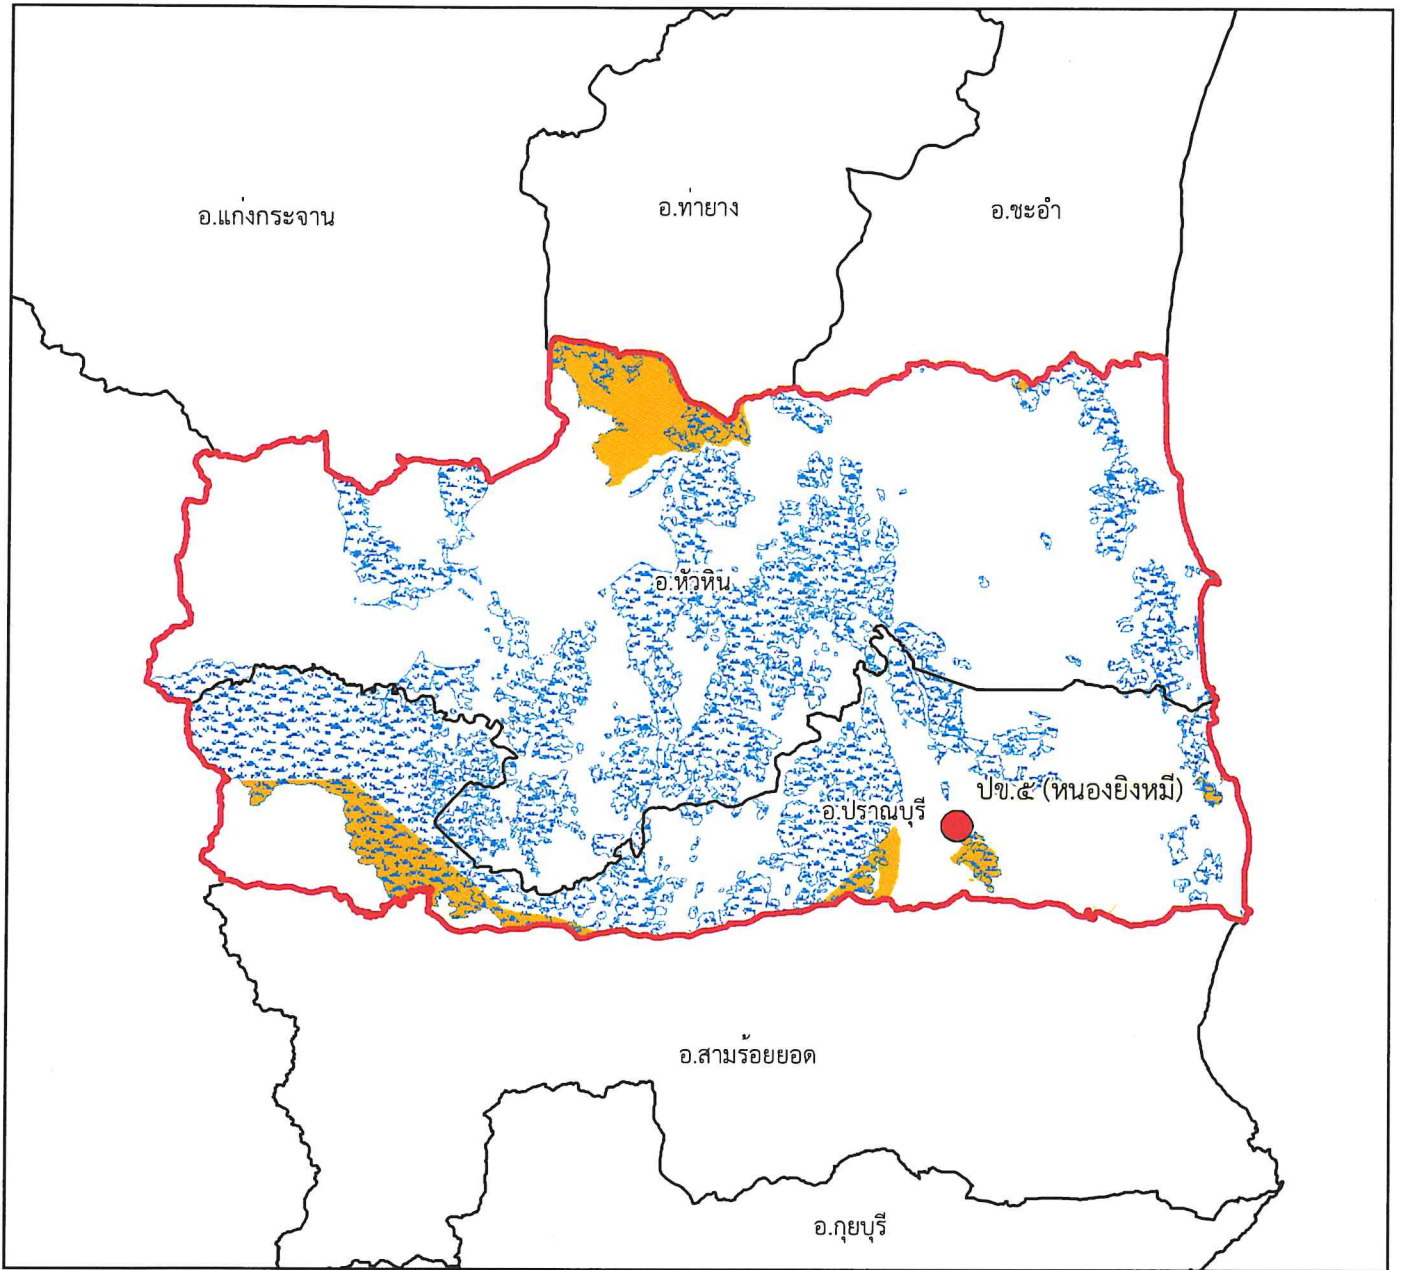 อ.ท่ายาง
อ.ชะอำ
อ.แก่งกระจาน
อ.หัวหิน
ปข.๕ (หนองยิงหมี)
อ.ปราณบุรี
อ.สามร้อยยอด
อ.กุยบุรี